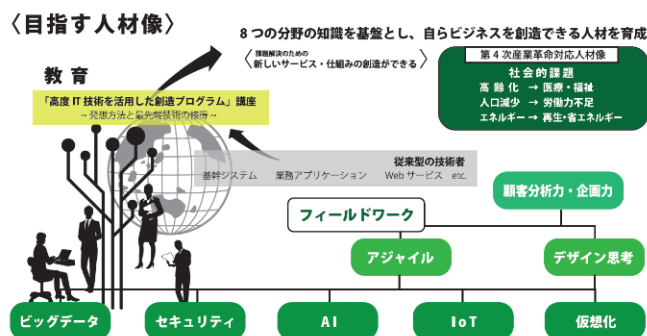 〈目指す人材像〉
8つの分野の知識を基盤とし、自らビジネスを創造できる人材を育成
課題解決のための
新しいサービス・仕組みの創造ができる
第4次産業革命対応人材像
社会的課題
高齢化 → 医療・福祉
人口減少 → 労働力不足
エネルギー → 再生・省エネルギー
教育
「高度IT技術を活用した創造プログラム」講座
~発想方法と最先端技術の修得~
従来型の技術者
基幹システム 業務アプリケーション Webサービス etc.
顧客分析力・企画力
フィールドワーク
アジャイル
デザイン思考
ビッグデータ
セキュリティ
AI
IoT
仮想化